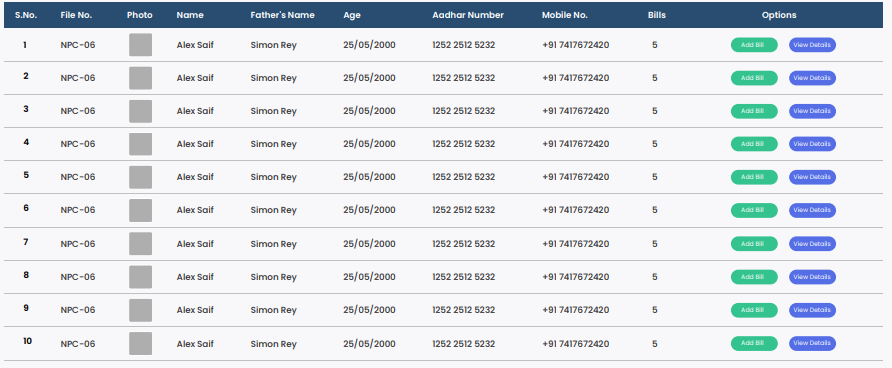 S.No. File No. Photo Name Father's Name Age Aadhar Number Mobile No. Bills Options
1 NPC-06 Alex Saif Simon Rey 25/05/2000 1252 2512 5232 +91 7417672420 5 Add Bill View Details
2 NPC-06 Alex Saif Simon Rey 25/05/2000 1252 2512 5232 +91 7417672420 5 Add Bill View Details
3 NPC-06 Alex Saif Simon Rey 25/05/2000 1252 2512 5232 +91 7417672420 5 Add Bill View Details
4 NPC-06 Alex Saif Simon Rey 25/05/2000 1252 2512 5232 +91 7417672420 5 Add Bill View Details
5 NPC-06 Alex Saif Simon Rey 25/05/2000 1252 2512 5232 +91 7417672420 5 Add Bill View Details
6 NPC-06 Alex Saif Simon Rey 25/05/2000 1252 2512 5232 +91 7417672420 5 Add Bill View Details
7 NPC-06 Alex Saif Simon Rey 25/05/2000 1252 2512 5232 +91 7417672420 5 Add Bill View Details
8 NPC-06 Alex Saif Simon Rey 25/05/2000 1252 2512 5232 +91 7417672420 5 Add Bill View Details
9 NPC-06 Alex Saif Simon Rey 25/05/2000 1252 2512 5232 +91 7417672420 5 Add Bill View Details
10 NPC-06 Alex Saif Simon Rey 25/05/2000 1252 2512 5232 +91 7417672420 5 Add Bill View Details